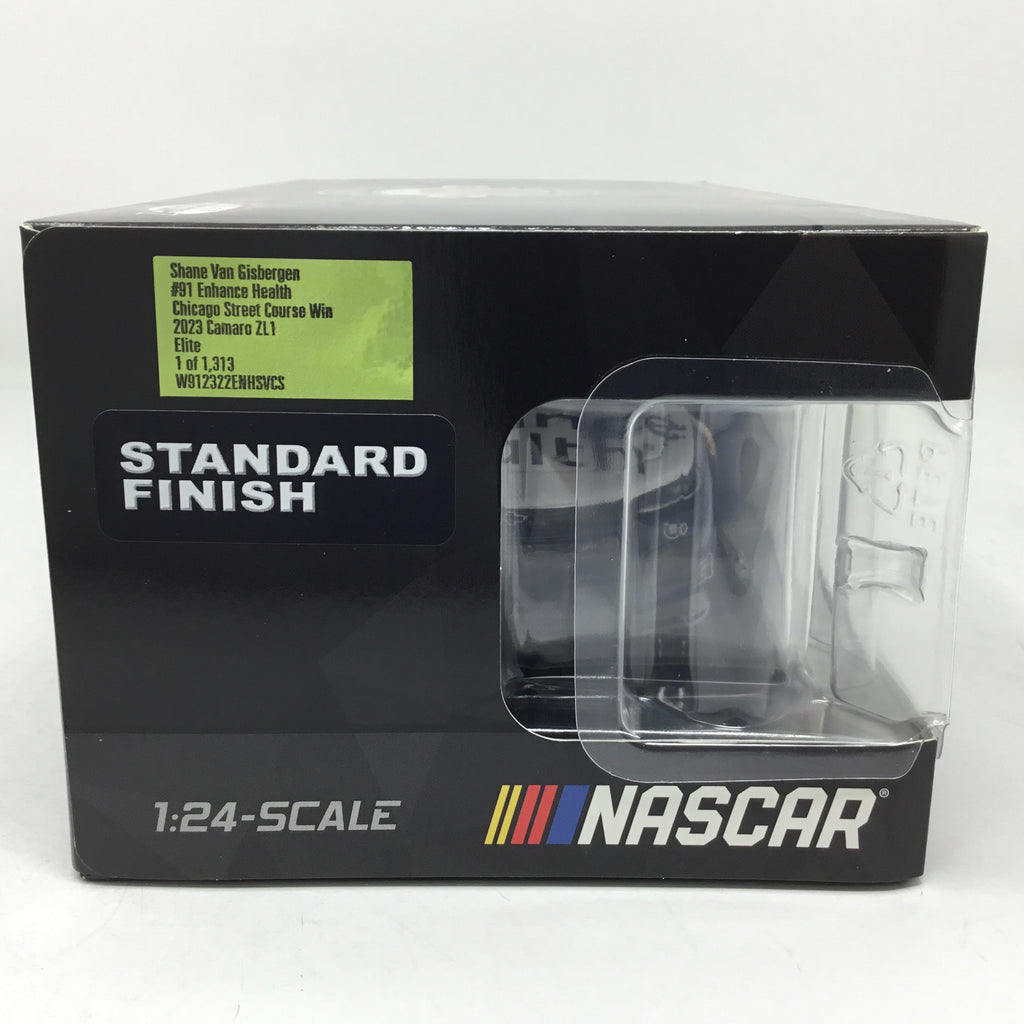 Shane Van Gisbergen
#91 Enhance Health
Chicago Street Course Win
2023 Camaro ZL1
Elite
1 of 1,313
W912322ENHSVCS
STANDARD
FINISH
PETE
1:24-SCALE
NASCAR®